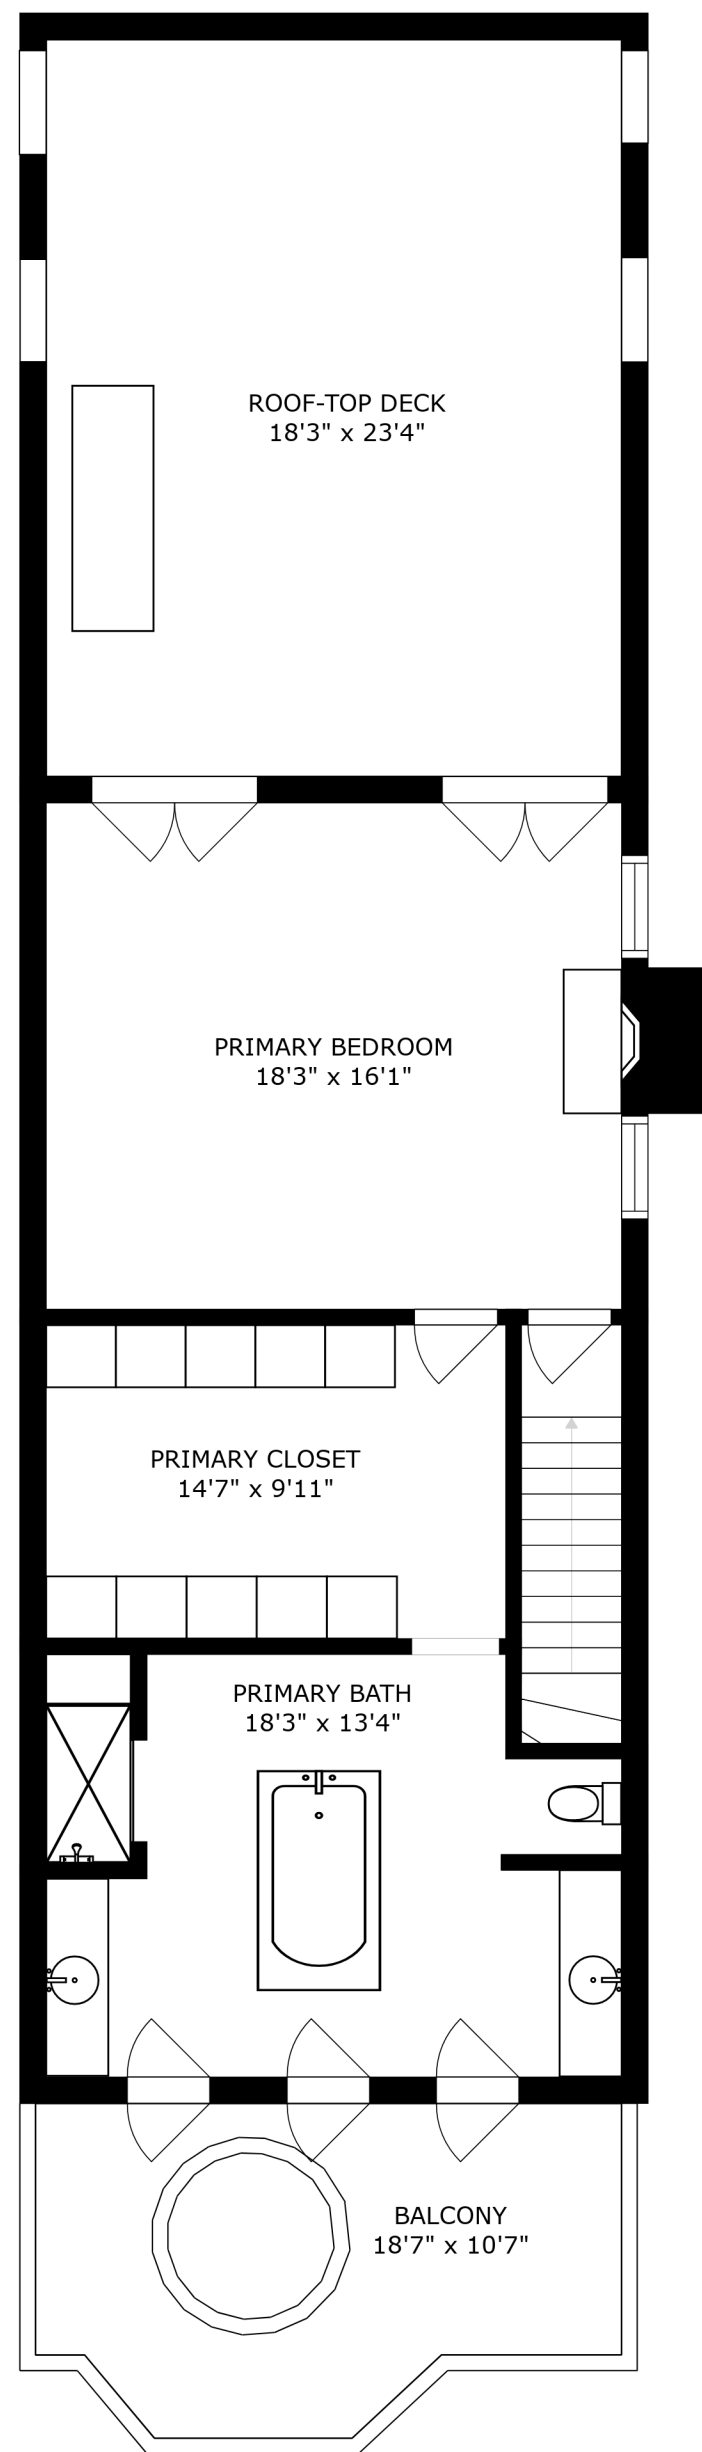 ROOF-TOP DECK
18'3" x 23'4"
PRIMARY BEDROOM
18'3" x 16'1"
PRIMARY CLOSET
14'7" x 9'11"
PRIMARY BATH
18'3" x 13'4"
BALCONY
18'7" x 10'7"